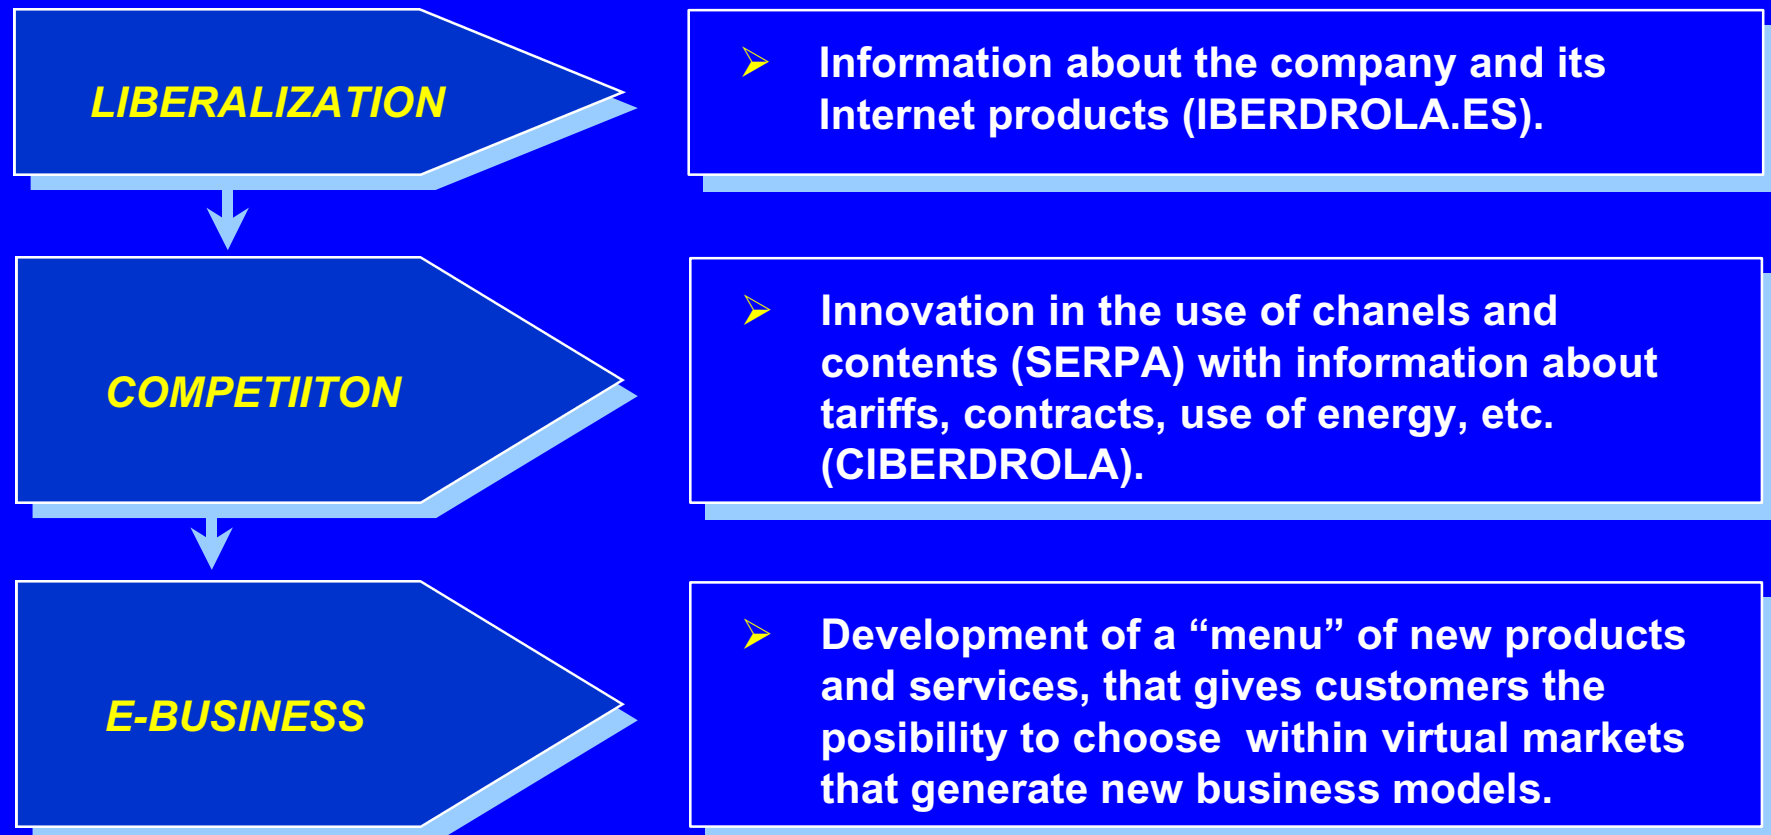 LIBERALIZATION
Information about the company and its
Internet products (IBERDROLA.ES).
COMPETIITON
Innovation in the use of chanels and
contents (SERPA) with information about
tariffs, contracts, use of energy, etc.
(CIBERDROLA).
E-BUSINESS
Development of a “menu” of new products
and services, that gives customers the
posibility to choose  within virtual markets
that generate new business models.